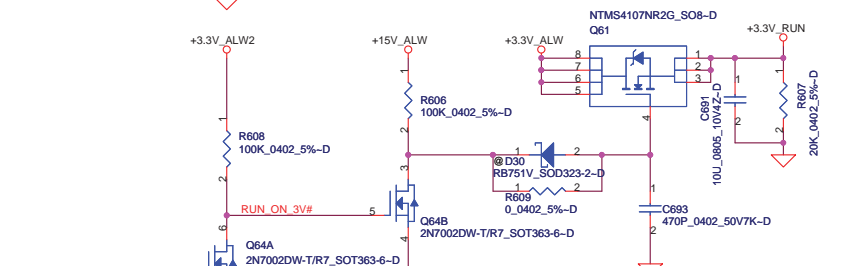 NTMS4107NR2G_SO8~D
Q61
+3.3V_ALW2
+15V_ALW
+3.3V_ALW
+3.3V_RUN
8
7
6
5
1
2
3
4
1
R606
100K_0402_5%~D
2
1
R608
100K_0402_5%~D
2
C691
10U_0805_10V4Z~D
1
2
1
R607
20K_0402_5%~D
2
3
1
2
@D30
RB751V_SOD323-2~D
1
2
R609
0_0402_5%~D
RUN_ON_3V#
5
Q64B
2N7002DW-T/R7_SOT363-6~D
4
1
C693
470P_0402_50V7K~D
2
6
Q64A
2N7002DW-T/R7_SOT363-6~D